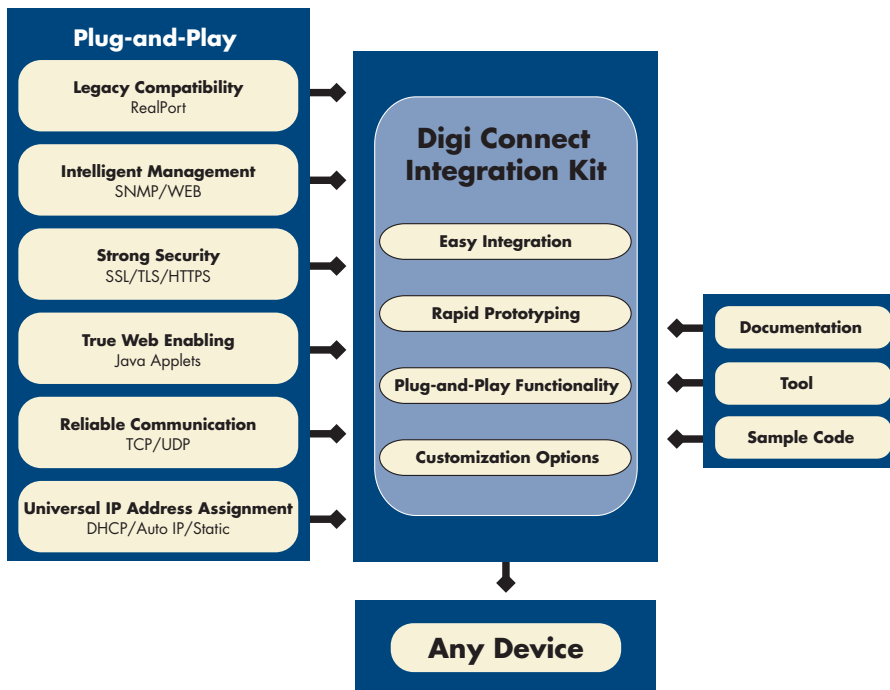 Plug-and-Play
Legacy Compatibility
RealPort
Intelligent Management
SNMP/WEB
Strong Security
SSL/TLS/HTTPS
True Web Enabling
Java Applets
Reliable Communication
TCP/UDP
Universal IP Address Assignment
DHCP/Auto IP/Static
Digi Connect
Integration Kit
Easy Integration
Rapid Prototyping
Plug-and-Play Functionality
Customization Options
Documentation
Tool
Sample Code
Any Device